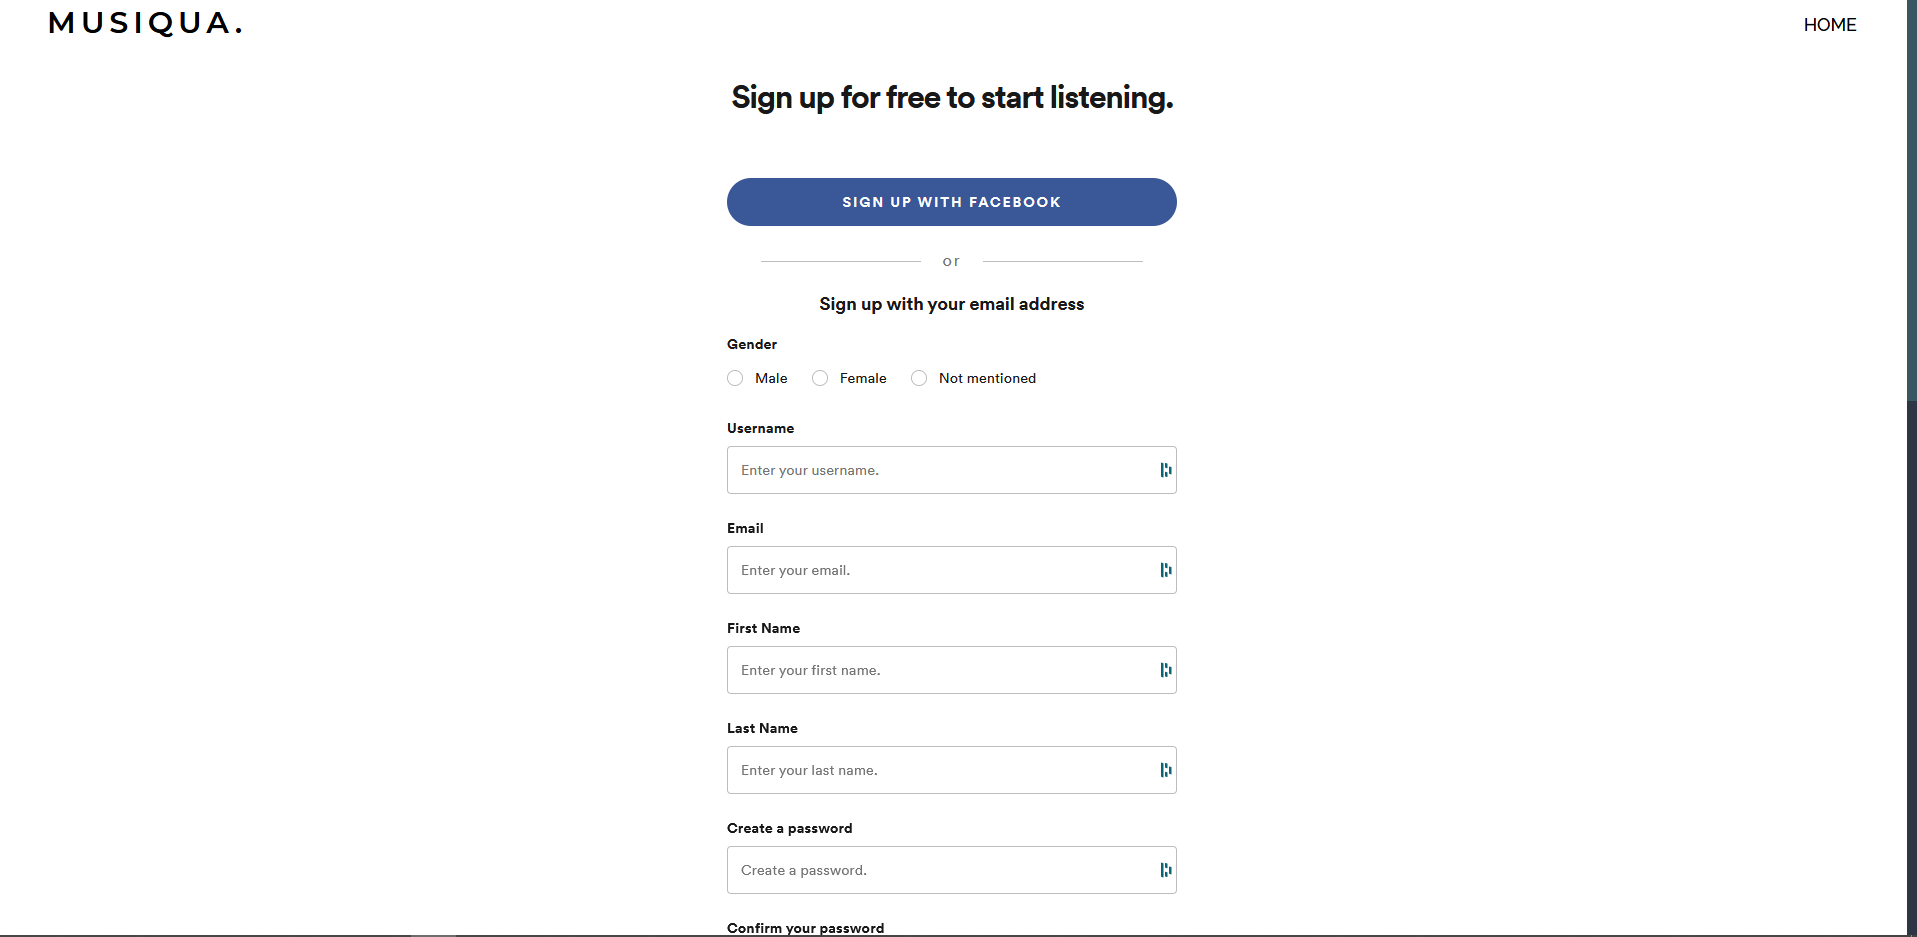 MUSIQUA.
HOME
Sign up for free to start listening.
SIGN UP WITH FACEBOOK
or
Sign up with your email address
Gender
Male Female Not mentioned
Username
Enter your username.
Email
Enter your email.
First Name
Enter your first name.
Last Name
Enter your last name.
Create a password
Create a password.
Confirm your password